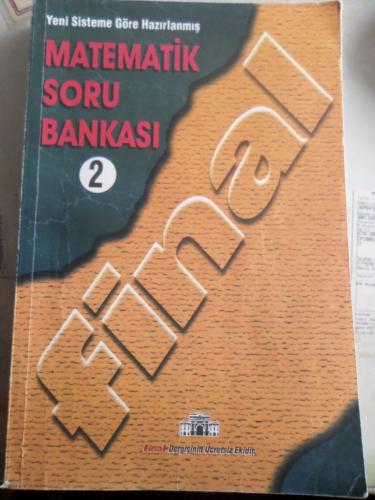 Yeni Sisteme Göre Hazırlanmış
MATEMATİK
SORU
BANKASI
2
final
final Dergisinin Ücretsiz Ekidir.